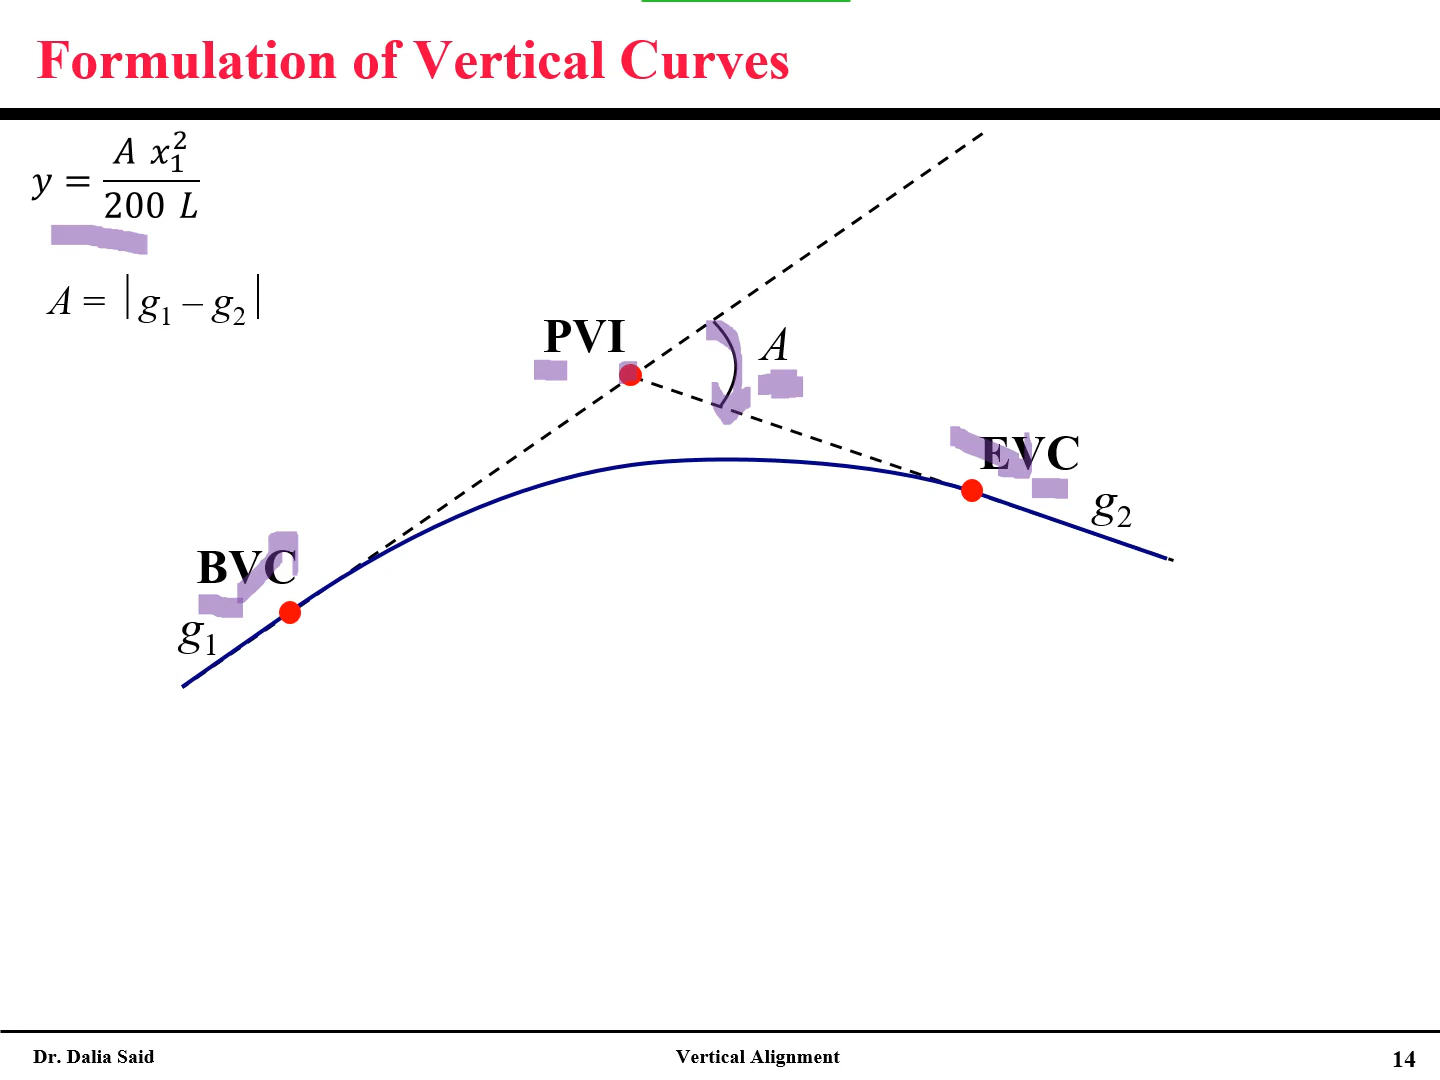 Formulation of Vertical Curves
y = A x₁² / 200 L
A = |g₁ – g₂|
PVI
A
EVC
g₂
BVC
g₁
Dr. Dalia Said
Vertical Alignment
14